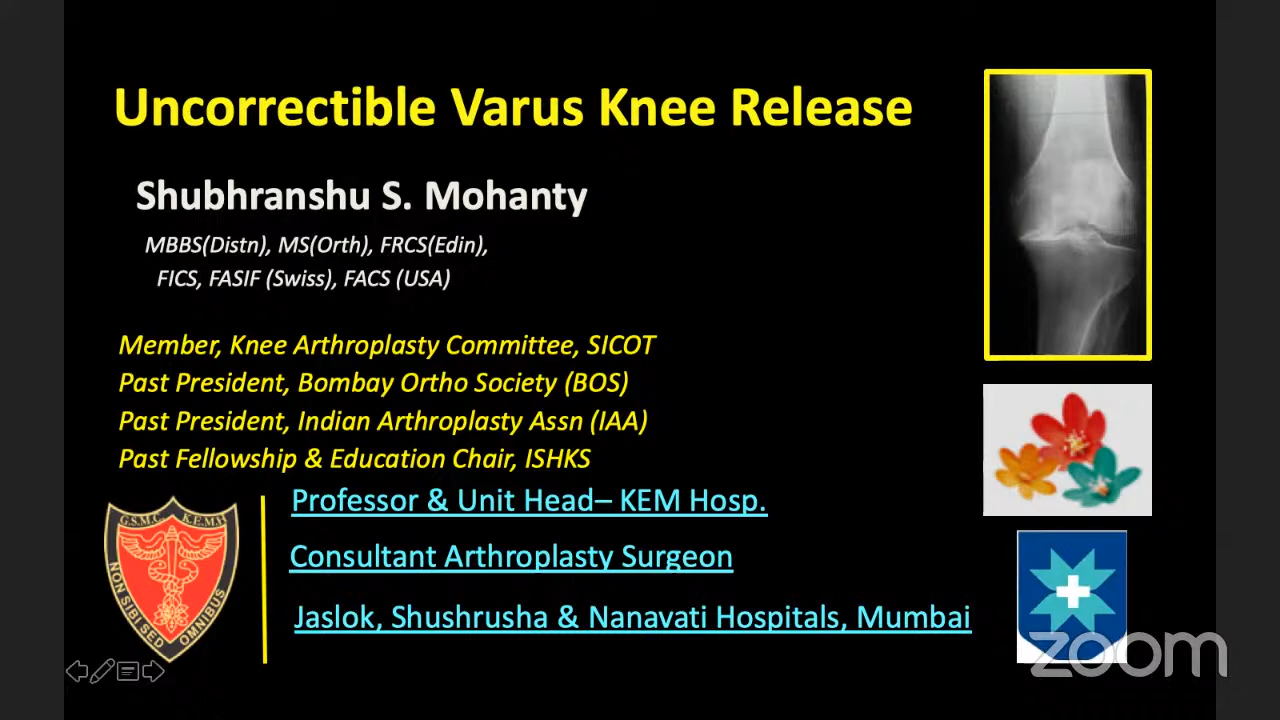 Uncorrectible Varus Knee Release
Shubhranshu S. Mohanty
MBBS(Distn), MS(Orth), FRCS(Edin),
FICS, FASIF (Swiss), FACS (USA)
Member, Knee Arthroplasty Committee, SICOT
Past President, Bombay Ortho Society (BOS)
Past President, Indian Arthroplasty Assn (IAA)
Past Fellowship & Education Chair, ISHKS
Professor & Unit Head– KEM Hosp.
Consultant Arthroplasty Surgeon
Jaslok, Shushrusha & Nanavati Hospitals, Mumbai
G.S.M.C. K.E.M.H.
NON SIBI SED OMNIBUS
zoom